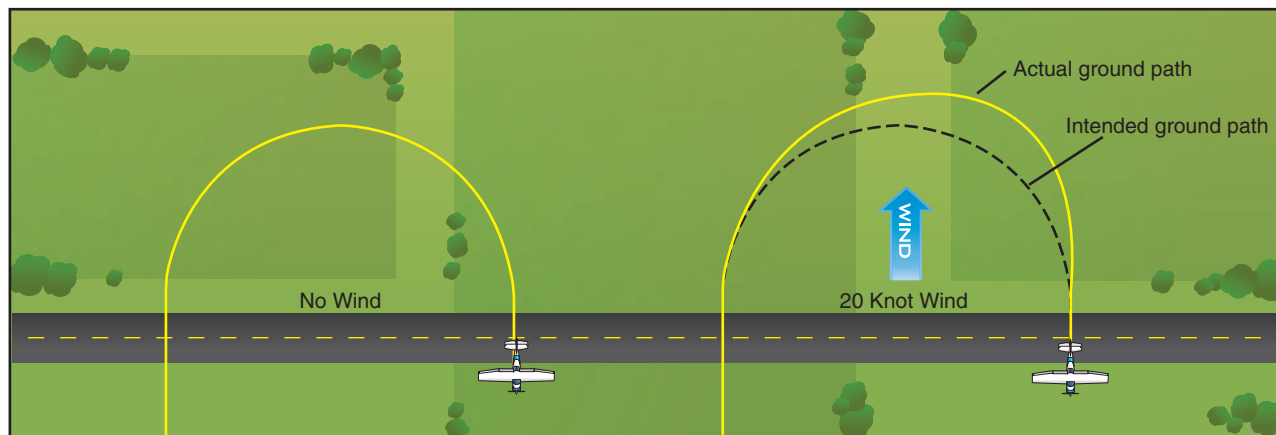 Actual ground path
Intended ground path
WIND
No Wind
20 Knot Wind